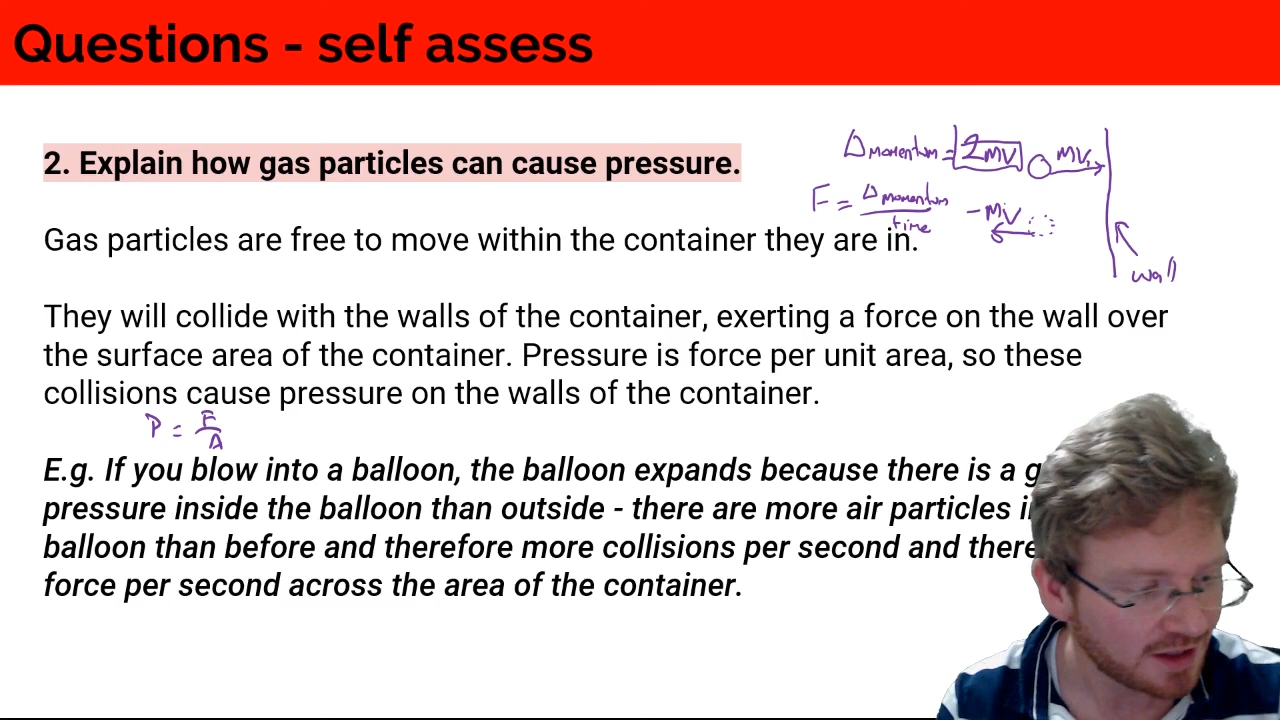 Questions - self assess
2. Explain how gas particles can cause pressure.
Δmomentum = 2mv
mv
F = Δmomentum / time
-mv
wall
Gas particles are free to move within the container they are in.
They will collide with the walls of the container, exerting a force on the wall over
the surface area of the container. Pressure is force per unit area, so these
collisions cause pressure on the walls of the container.
P = F / A
E.g. If you blow into a balloon, the balloon expands because there is a
pressure inside the balloon than outside - there are more air particles
balloon than before and therefore more collisions per second and
force per second across the area of the container.